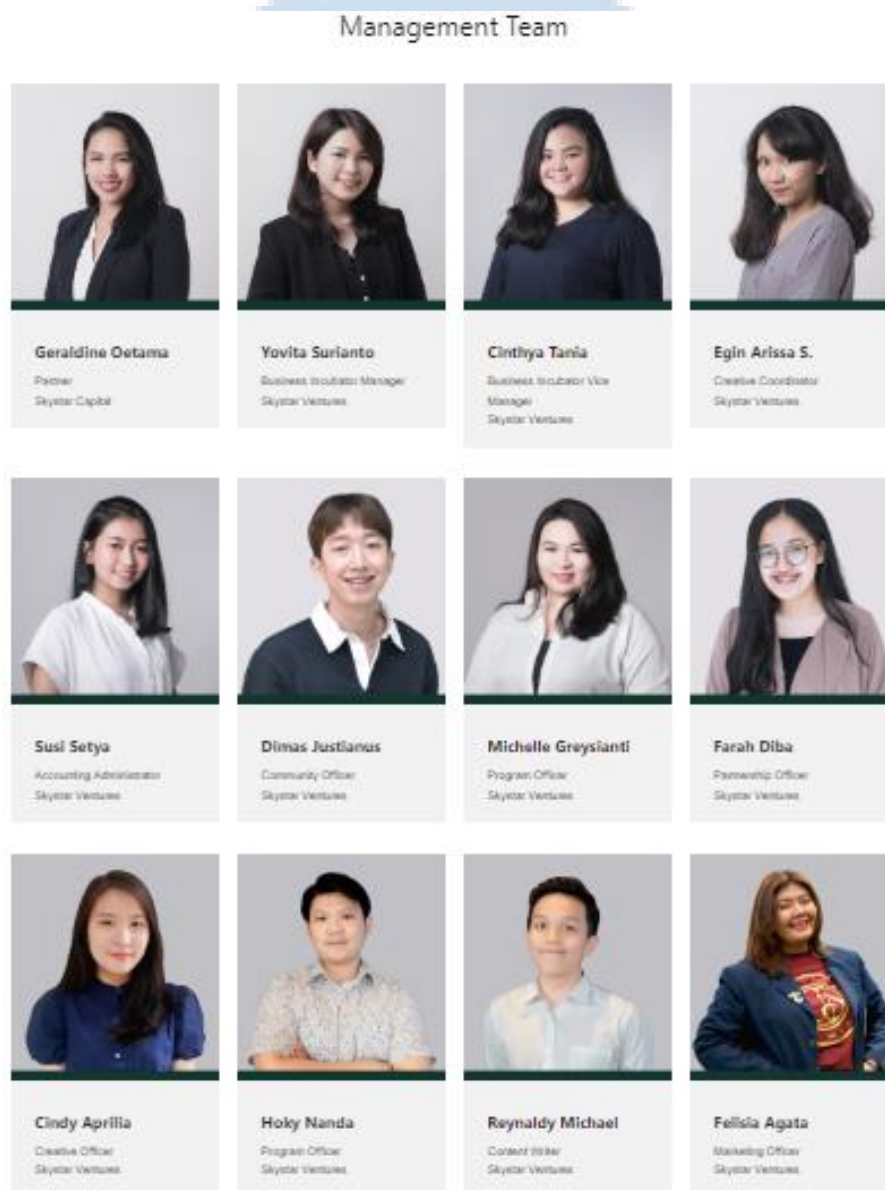 Management Team
Geraldine Oetama
Partner
Skystar Capital
Yovita Surianto
Business Incubator Manager
Skystar Ventures
Cinthya Tania
Business Incubator Vice
Manager
Skystar Ventures
Egin Arissa S.
Creative Coordinator
Skystar Ventures
Susi Setya
Accounting Administrator
Skystar Ventures
Dimas Justianus
Community Officer
Skystar Ventures
Michelle Greysianti
Program Officer
Skystar Ventures
Farah Diba
Partnership Officer
Skystar Ventures
Cindy Aprilia
Creative Officer
Skystar Ventures
Hoky Nanda
Program Officer
Skystar Ventures
Reynaldy Michael
Content Writer
Skystar Ventures
Felisia Agata
Marketing Officer
Skystar Ventures